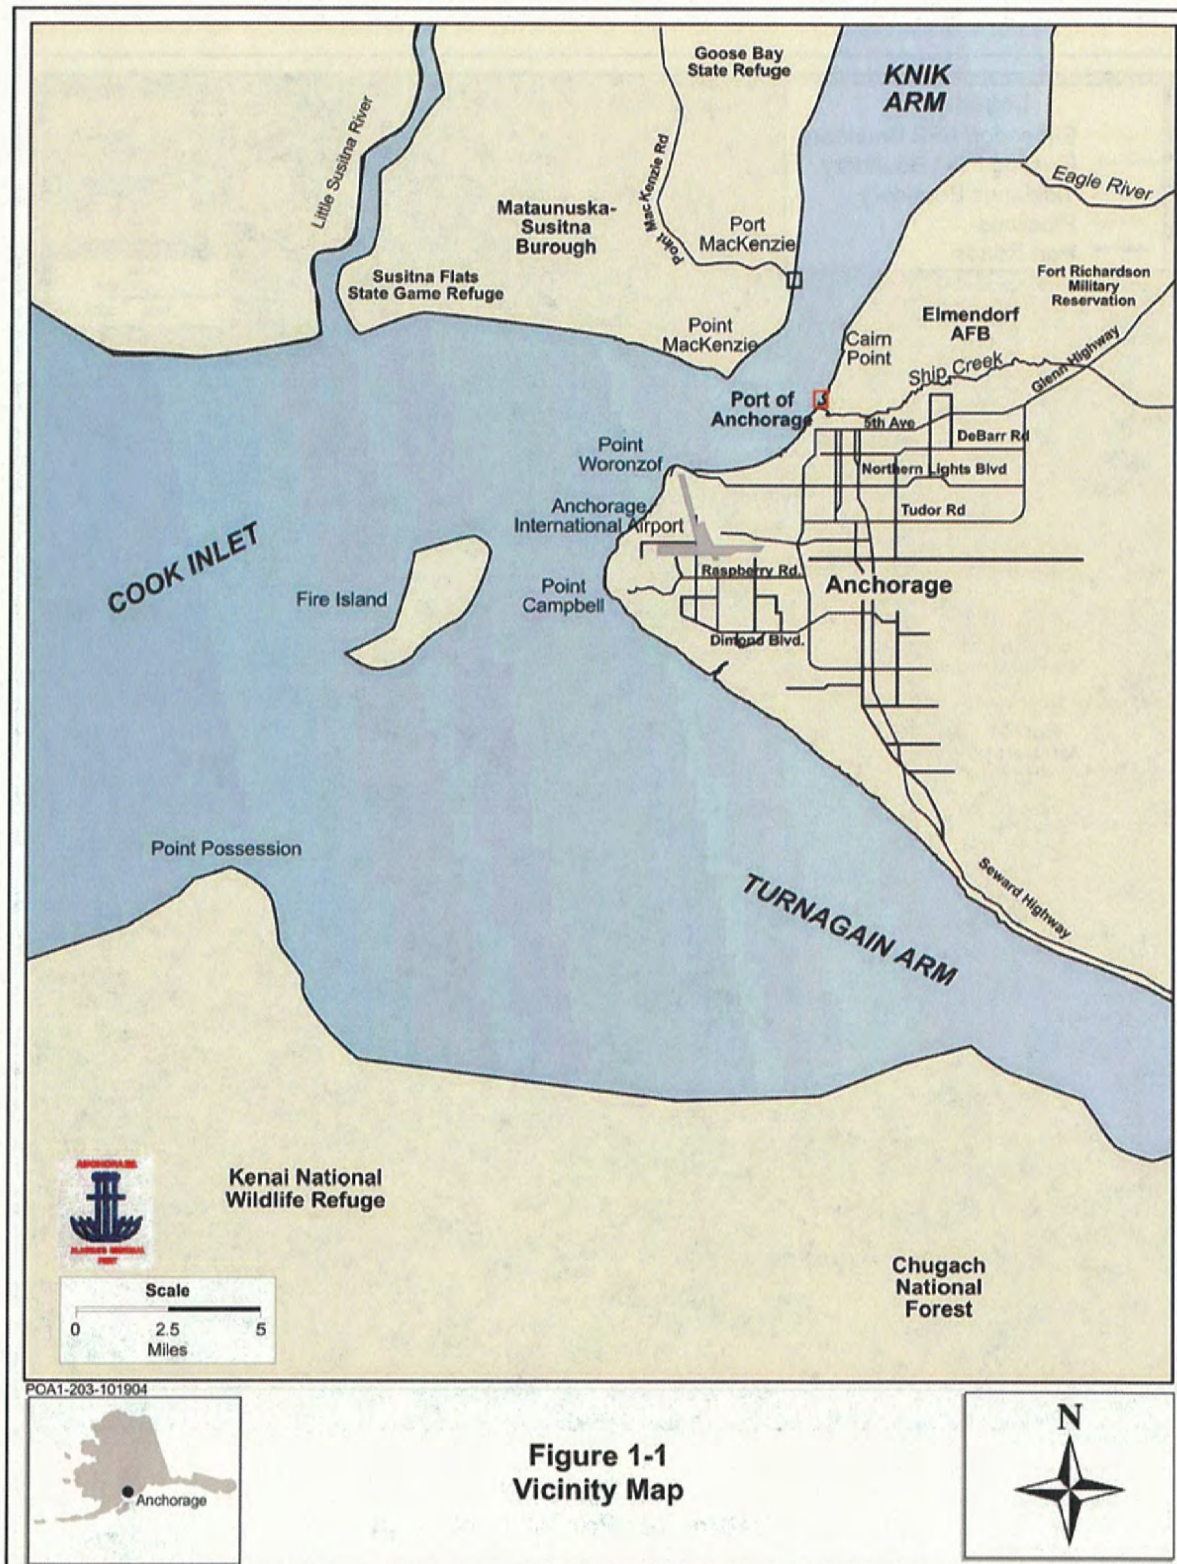 Goose Bay
State Refuge
KNIK
ARM
Little Susitna River
Point Mac Kenzie Rd
Eagle River
Mataunuska-
Susitna
Burough
Port
MacKenzie
Susitna Flats
State Game Refuge
Fort Richardson
Military
Reservation
Elmendorf
AFB
Point
MacKenzie
Cairn
Point
Ship Creek
Glenn Highway
Port of
Anchorage
5th Ave
DeBarr Rd
Point
Woronzof
Northern Lights Blvd
Anchorage
International Airport
Tudor Rd
COOK INLET
Raspberry Rd.
Anchorage
Fire Island
Point
Campbell
Dimond Blvd.
Point Possession
Seward Highway
TURNAGAIN ARM
ANCHORAGE
PORT
Kenai National
Wildlife Refuge
Chugach
National
Forest
Scale
0 2.5 5
Miles
POA1-203-101904
Anchorage
Figure 1-1
Vicinity Map
N